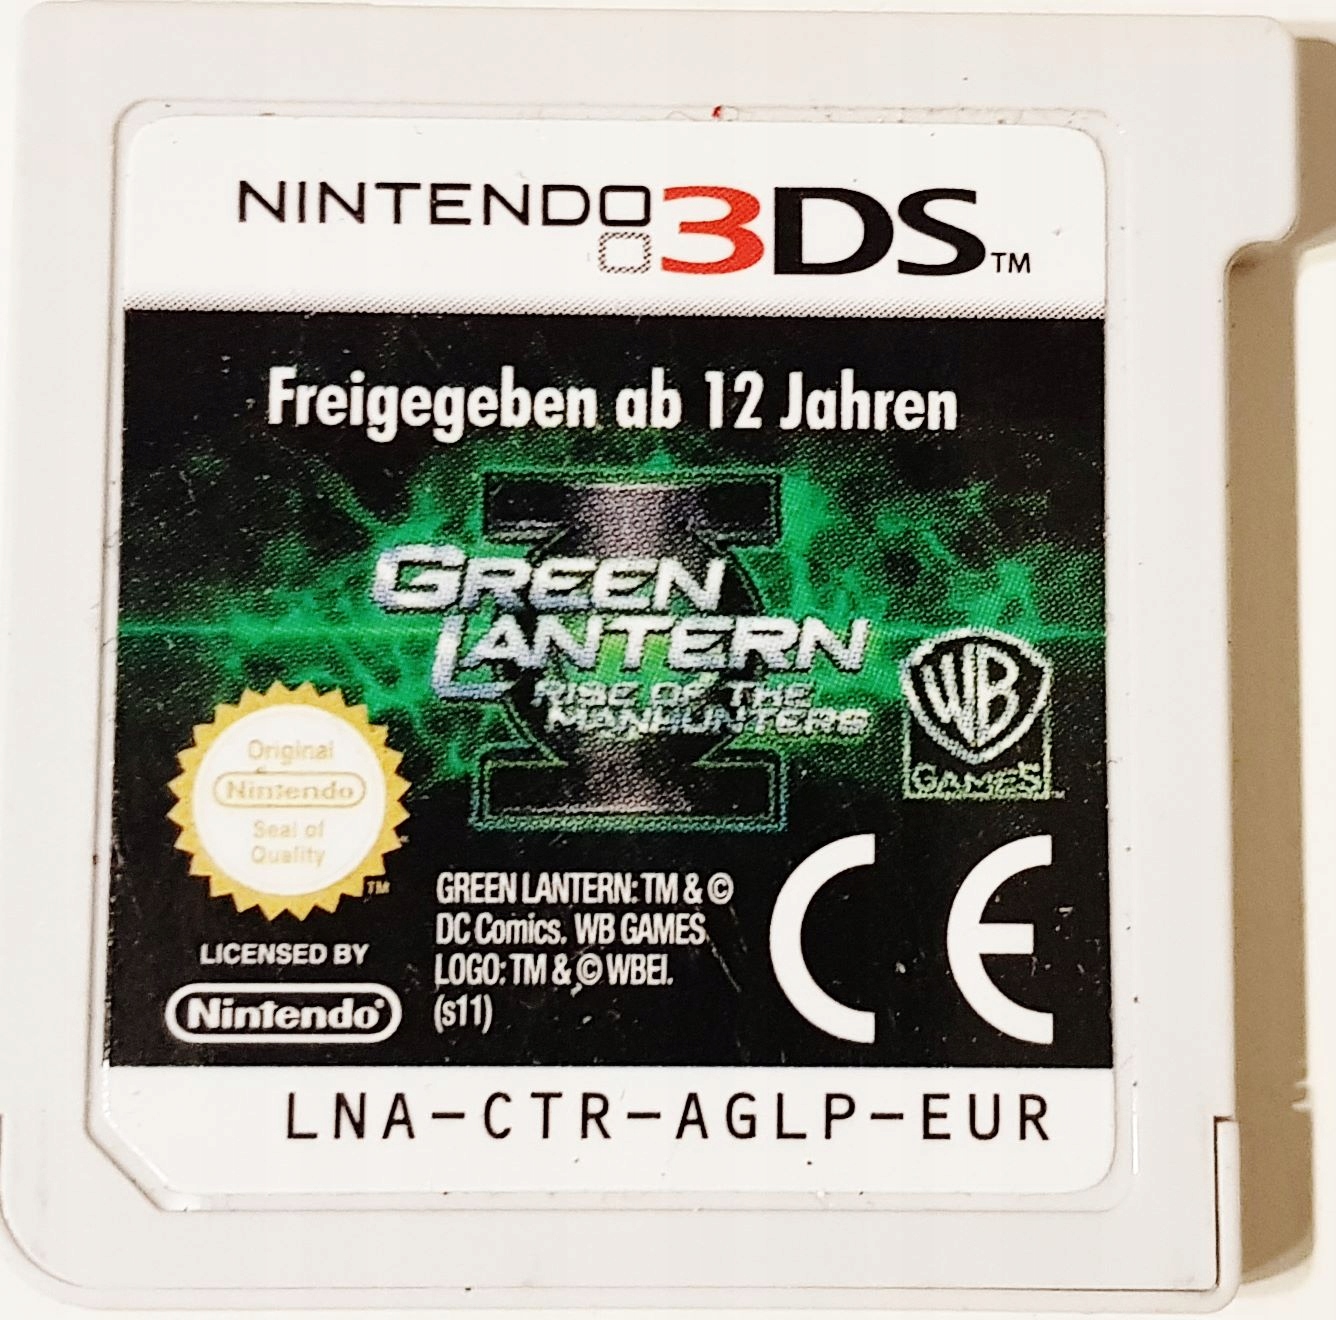 NINTENDO 3DS™
Freigegeben ab 12 Jahren
GREEN
LANTERN
RISE OF THE
MANHUNTERS
WB
GAMES™
Original
Nintendo
Seal of
Quality
TM
LICENSED BY
Nintendo®
GREEN LANTERN: TM & ©
DC Comics. WB GAMES
LOGO: TM & © WBEI.
(s11)
CE
LNA-CTR-AGLP-EUR